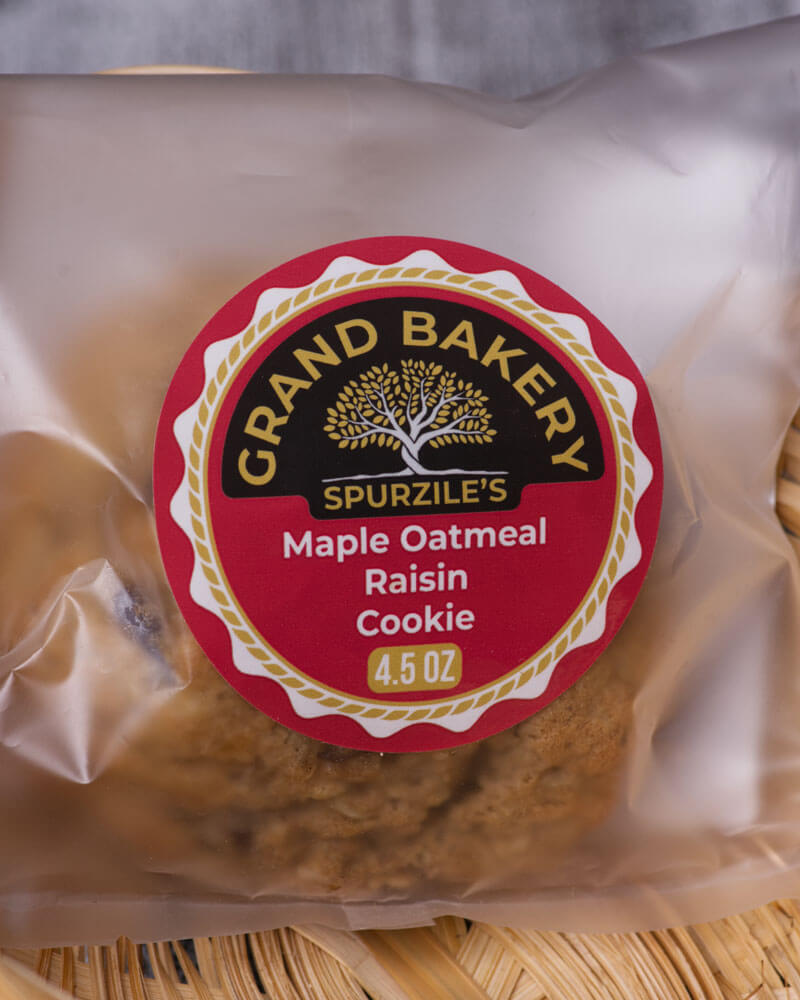 GRAND BAKERY
SPURZILE'S
Maple Oatmeal
Raisin
Cookie
4.5 OZ